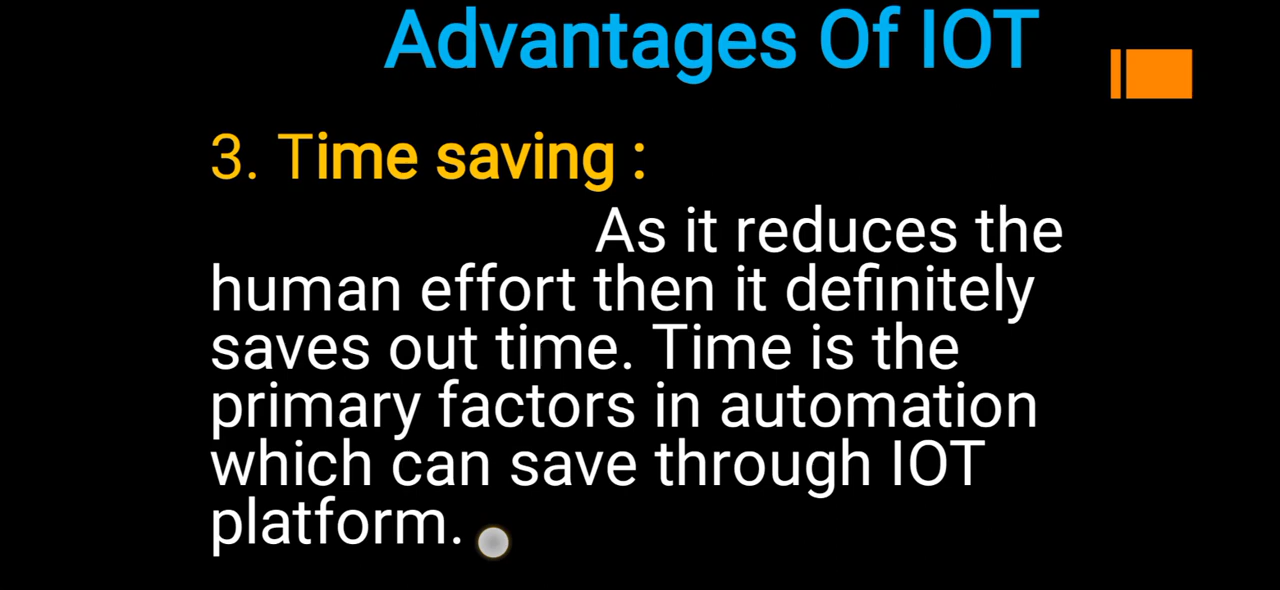 Advantages Of IOT
3. Time saving :
As it reduces the
human effort then it definitely
saves out time. Time is the
primary factors in automation
which can save through IOT
platform.